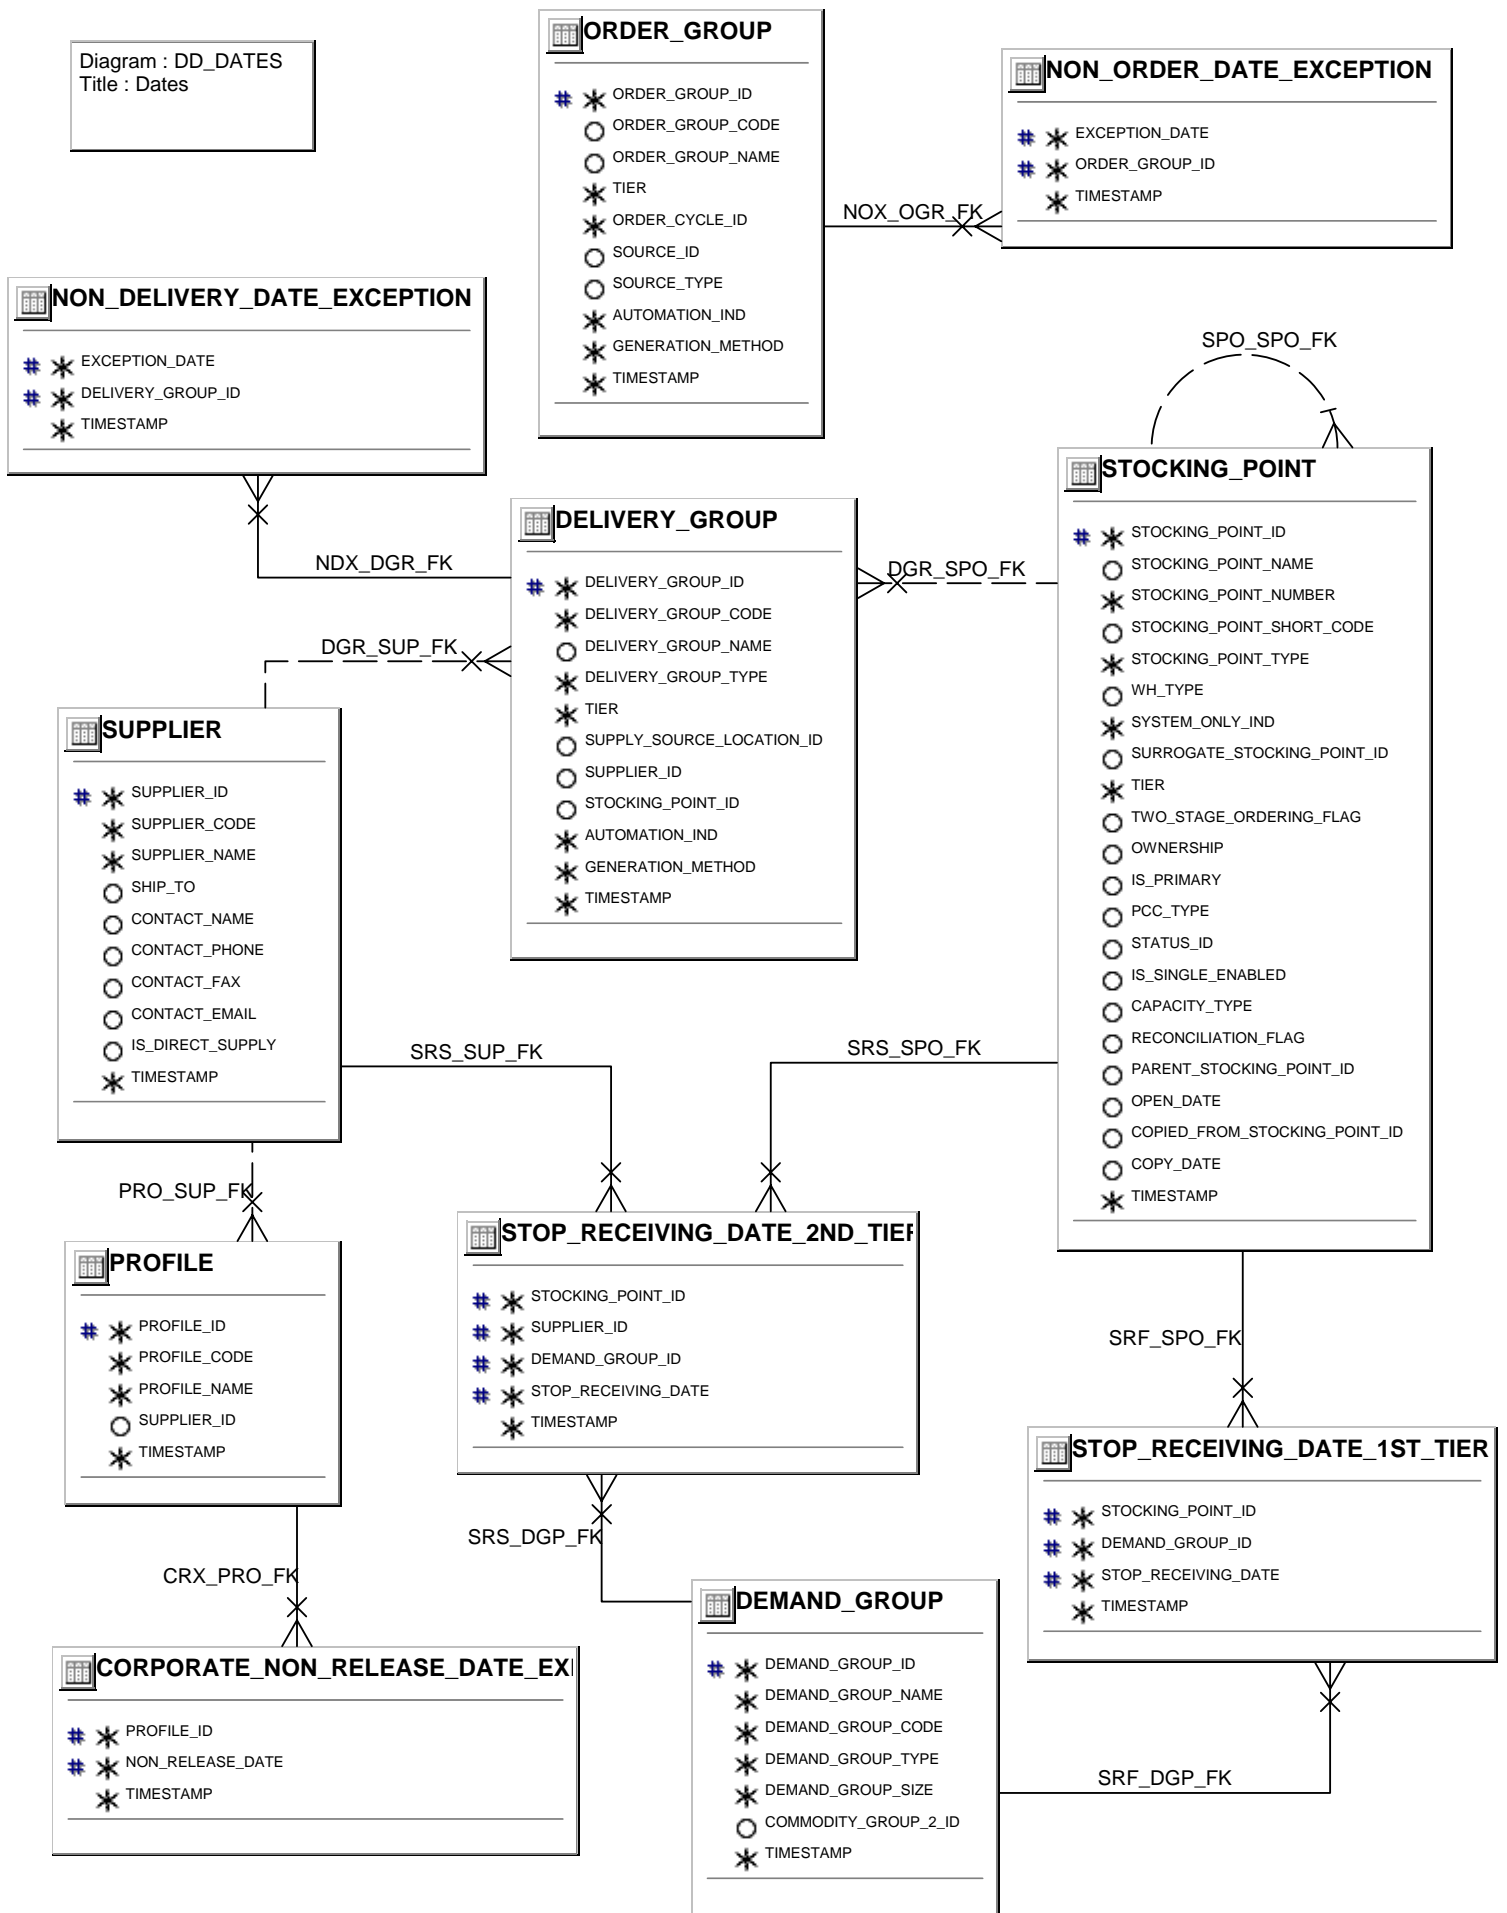 Diagram : DD_DATES
Title : Dates
ORDER_GROUP
# * ORDER_GROUP_ID
o ORDER_GROUP_CODE
o ORDER_GROUP_NAME
* TIER
* ORDER_CYCLE_ID
o SOURCE_ID
o SOURCE_TYPE
* AUTOMATION_IND
* GENERATION_METHOD
* TIMESTAMP
NON_ORDER_DATE_EXCEPTION
# * EXCEPTION_DATE
# * ORDER_GROUP_ID
* TIMESTAMP
NOX_OGR_FK
NON_DELIVERY_DATE_EXCEPTION
# * EXCEPTION_DATE
# * DELIVERY_GROUP_ID
* TIMESTAMP
SPO_SPO_FK
NDX_DGR_FK
DELIVERY_GROUP
# * DELIVERY_GROUP_ID
* DELIVERY_GROUP_CODE
o DELIVERY_GROUP_NAME
* DELIVERY_GROUP_TYPE
* TIER
o SUPPLY_SOURCE_LOCATION_ID
o SUPPLIER_ID
o STOCKING_POINT_ID
* AUTOMATION_IND
* GENERATION_METHOD
* TIMESTAMP
DGR_SPO_FK
STOCKING_POINT
# * STOCKING_POINT_ID
o STOCKING_POINT_NAME
* STOCKING_POINT_NUMBER
o STOCKING_POINT_SHORT_CODE
* STOCKING_POINT_TYPE
o WH_TYPE
* SYSTEM_ONLY_IND
o SURROGATE_STOCKING_POINT_ID
* TIER
o TWO_STAGE_ORDERING_FLAG
o OWNERSHIP
o IS_PRIMARY
o PCC_TYPE
o STATUS_ID
o IS_SINGLE_ENABLED
o CAPACITY_TYPE
o RECONCILIATION_FLAG
o PARENT_STOCKING_POINT_ID
o OPEN_DATE
o COPIED_FROM_STOCKING_POINT_ID
o COPY_DATE
* TIMESTAMP
DGR_SUP_FK
SUPPLIER
# * SUPPLIER_ID
* SUPPLIER_CODE
* SUPPLIER_NAME
o SHIP_TO
o CONTACT_NAME
o CONTACT_PHONE
o CONTACT_FAX
o CONTACT_EMAIL
o IS_DIRECT_SUPPLY
* TIMESTAMP
SRS_SUP_FK
SRS_SPO_FK
PRO_SUP_FK
PROFILE
# * PROFILE_ID
* PROFILE_CODE
* PROFILE_NAME
o SUPPLIER_ID
* TIMESTAMP
STOP_RECEIVING_DATE_2ND_TIER
# * STOCKING_POINT_ID
# * SUPPLIER_ID
# * DEMAND_GROUP_ID
# * STOP_RECEIVING_DATE
* TIMESTAMP
SRF_SPO_FK
STOP_RECEIVING_DATE_1ST_TIER
# * STOCKING_POINT_ID
# * DEMAND_GROUP_ID
# * STOP_RECEIVING_DATE
* TIMESTAMP
SRS_DGP_FK
CRX_PRO_FK
CORPORATE_NON_RELEASE_DATE_EX
# * PROFILE_ID
# * NON_RELEASE_DATE
* TIMESTAMP
DEMAND_GROUP
# * DEMAND_GROUP_ID
* DEMAND_GROUP_NAME
* DEMAND_GROUP_CODE
* DEMAND_GROUP_TYPE
* DEMAND_GROUP_SIZE
o COMMODITY_GROUP_2_ID
* TIMESTAMP
SRF_DGP_FK